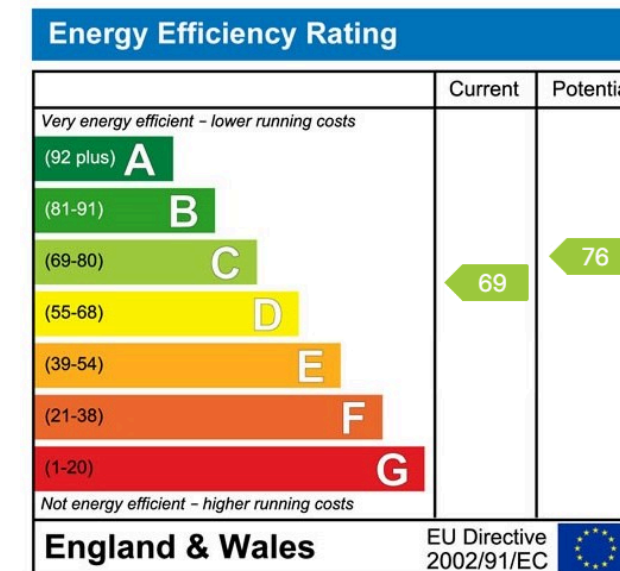 Energy Efficiency Rating
Current Potentia
Very energy efficient – lower running costs
(92 plus) A
(81-91) B
(69-80) C
76
69
(55-68) D
(39-54) E
(21-38) F
(1-20) G
Not energy efficient – higher running costs
England & Wales
EU Directive
2002/91/EC